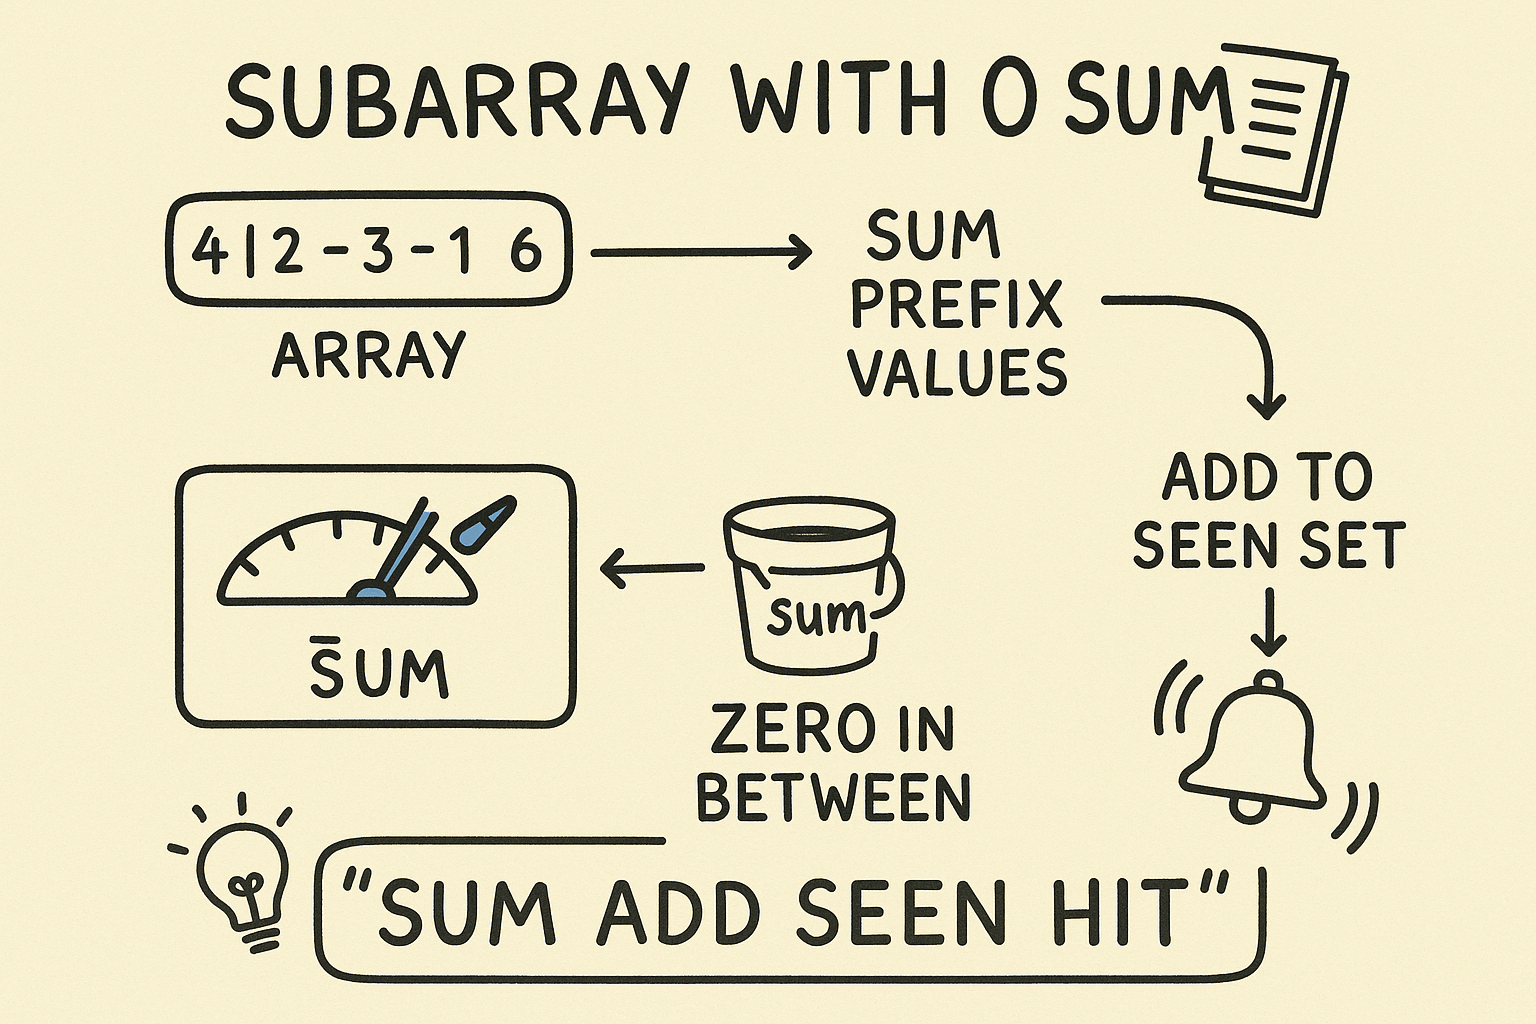 SUBARRAY WITH 0 SUM
4|2 -3 -1 6
ARRAY
SUM
PREFIX
VALUES
ADD TO
SEEN SET
sum
ZERO IN
BETWEEN
S̄UM
"SUM ADD SEEN HIT"